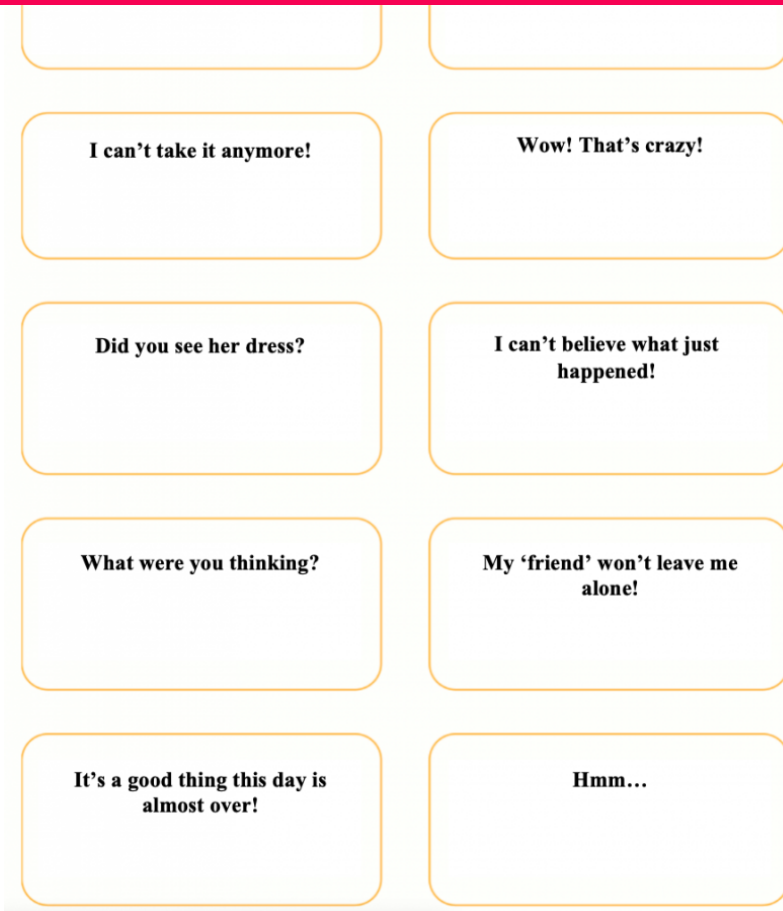 I can’t take it anymore!
Wow! That’s crazy!
Did you see her dress?
I can’t believe what just
happened!
What were you thinking?
My ‘friend’ won’t leave me
alone!
It’s a good thing this day is
almost over!
Hmm…